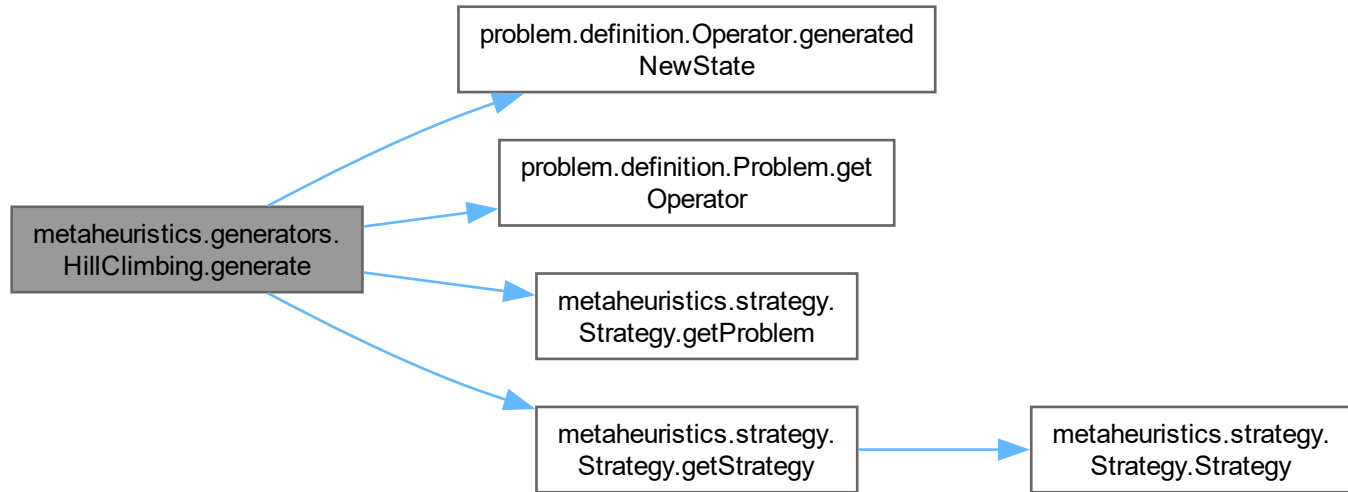 problem.definition.Operator.generated
NewState
problem.definition.Problem.get
Operator
metaheuristics.generators.
HillClimbing.generate
metaheuristics.strategy.
Strategy.getProblem
metaheuristics.strategy.
Strategy.getStrategy
metaheuristics.strategy.
Strategy.Strategy